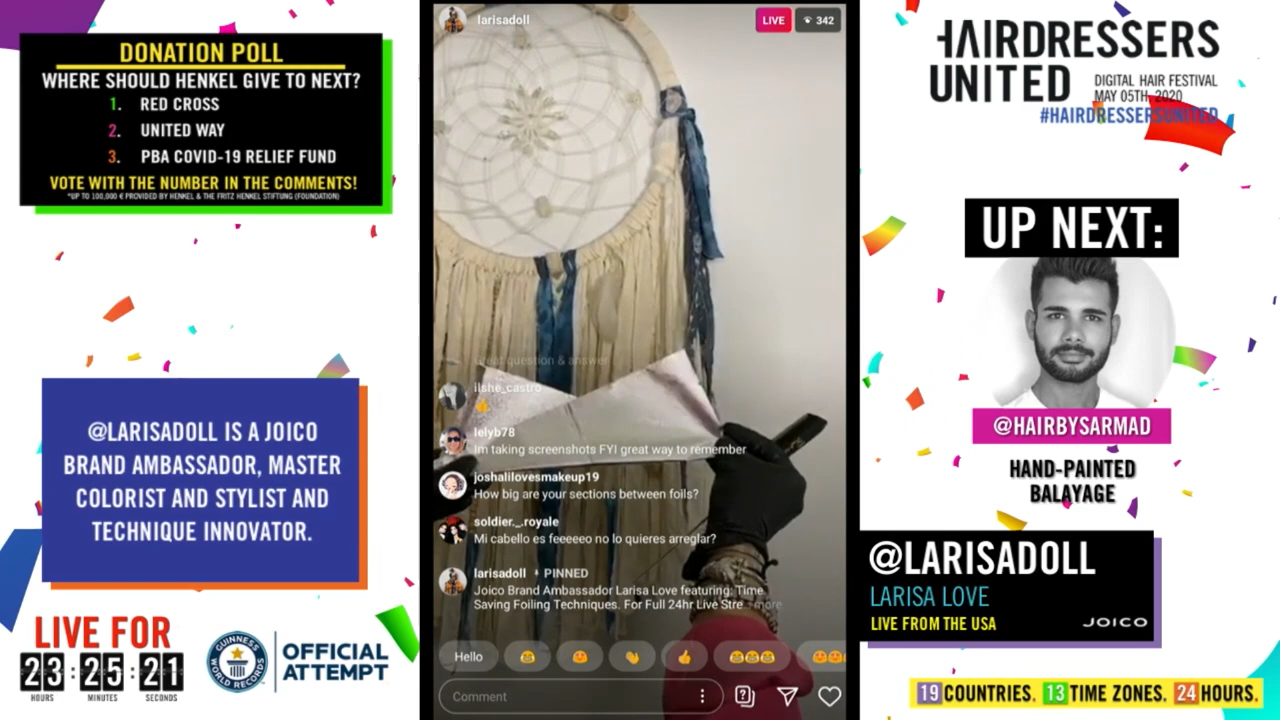 DONATION POLL
WHERE SHOULD HENKEL GIVE TO NEXT?
1. RED CROSS
2. UNITED WAY
3. PBA COVID-19 RELIEF FUND
VOTE WITH THE NUMBER IN THE COMMENTS!
*UP TO 100,000 € PROVIDED BY HENKEL & THE FRITZ HENKEL STIFTUNG (FOUNDATION)
@LARISADOLL IS A JOICO
BRAND AMBASSADOR, MASTER
COLORIST AND STYLIST AND
TECHNIQUE INNOVATOR.
LIVE FOR
23:25:21
HOURS MINUTES SECONDS
GUINNESS
WORLD RECORDS
OFFICIAL
ATTEMPT
larisadoll
LIVE 342
Great question & answer
ilshe_castro
👍
lelyb78
Im taking screenshots FYI great way to remember
joshalilovesmakeup19
How big are your sections between foils?
soldier._.royale
Mi cabello es feeeeeo no lo quieres arreglar?
larisadoll PINNED
Joico Brand Ambassador Larisa Love featuring: Time
Saving Foiling Techniques. For Full 24hr Live Stre... more
Hello
Comment
HAIRDRESSERS
UNITED
DIGITAL HAIR FESTIVAL
MAY 05TH, 2020
#HAIRDRESSERSUNITED
UP NEXT:
@HAIRBYSARMAD
HAND-PAINTED
BALAYAGE
@LARISADOLL
LARISA LOVE
LIVE FROM THE USA
JOICO
19 COUNTRIES. 13 TIME ZONES. 24 HOURS.